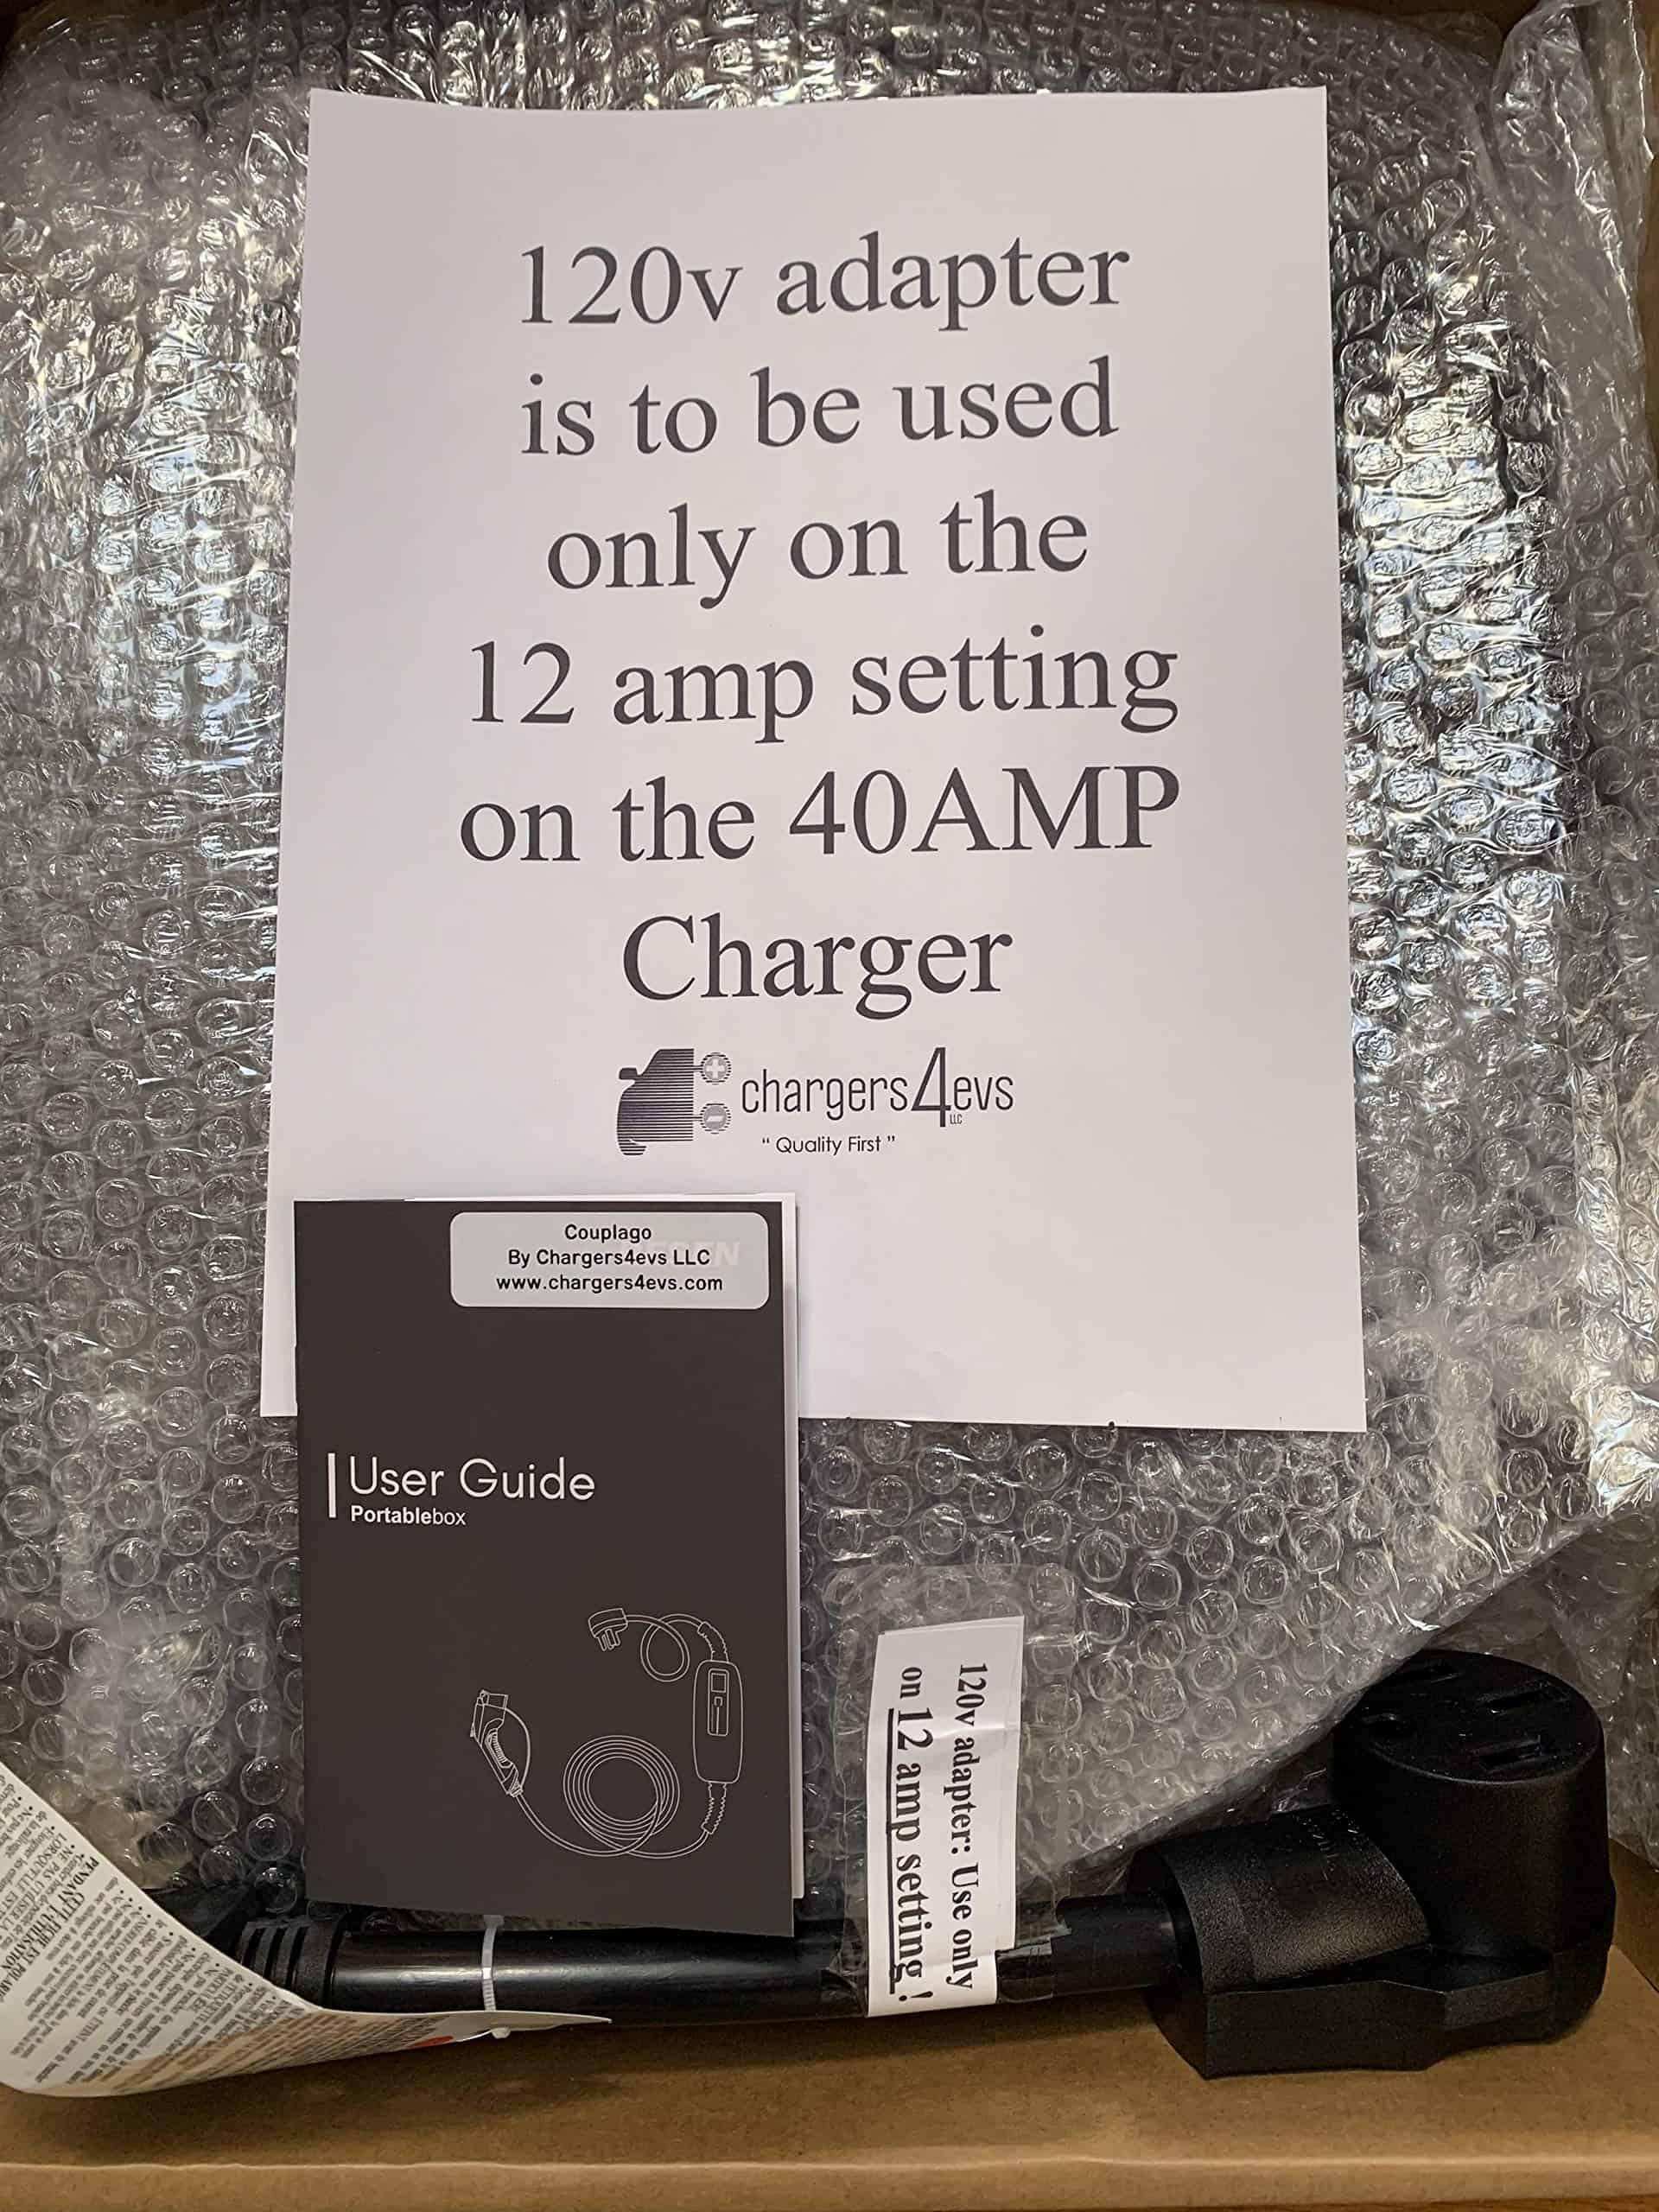 120v adapter
is to be used
only on the
12 amp setting
on the 40AMP
Charger
chargers4evs
LLC
“ Quality First ”
Couplago
By Chargers4evs LLC
www.chargers4evs.com
User Guide
Portablebox
120v adapter: Use only
on 12 amp setting!